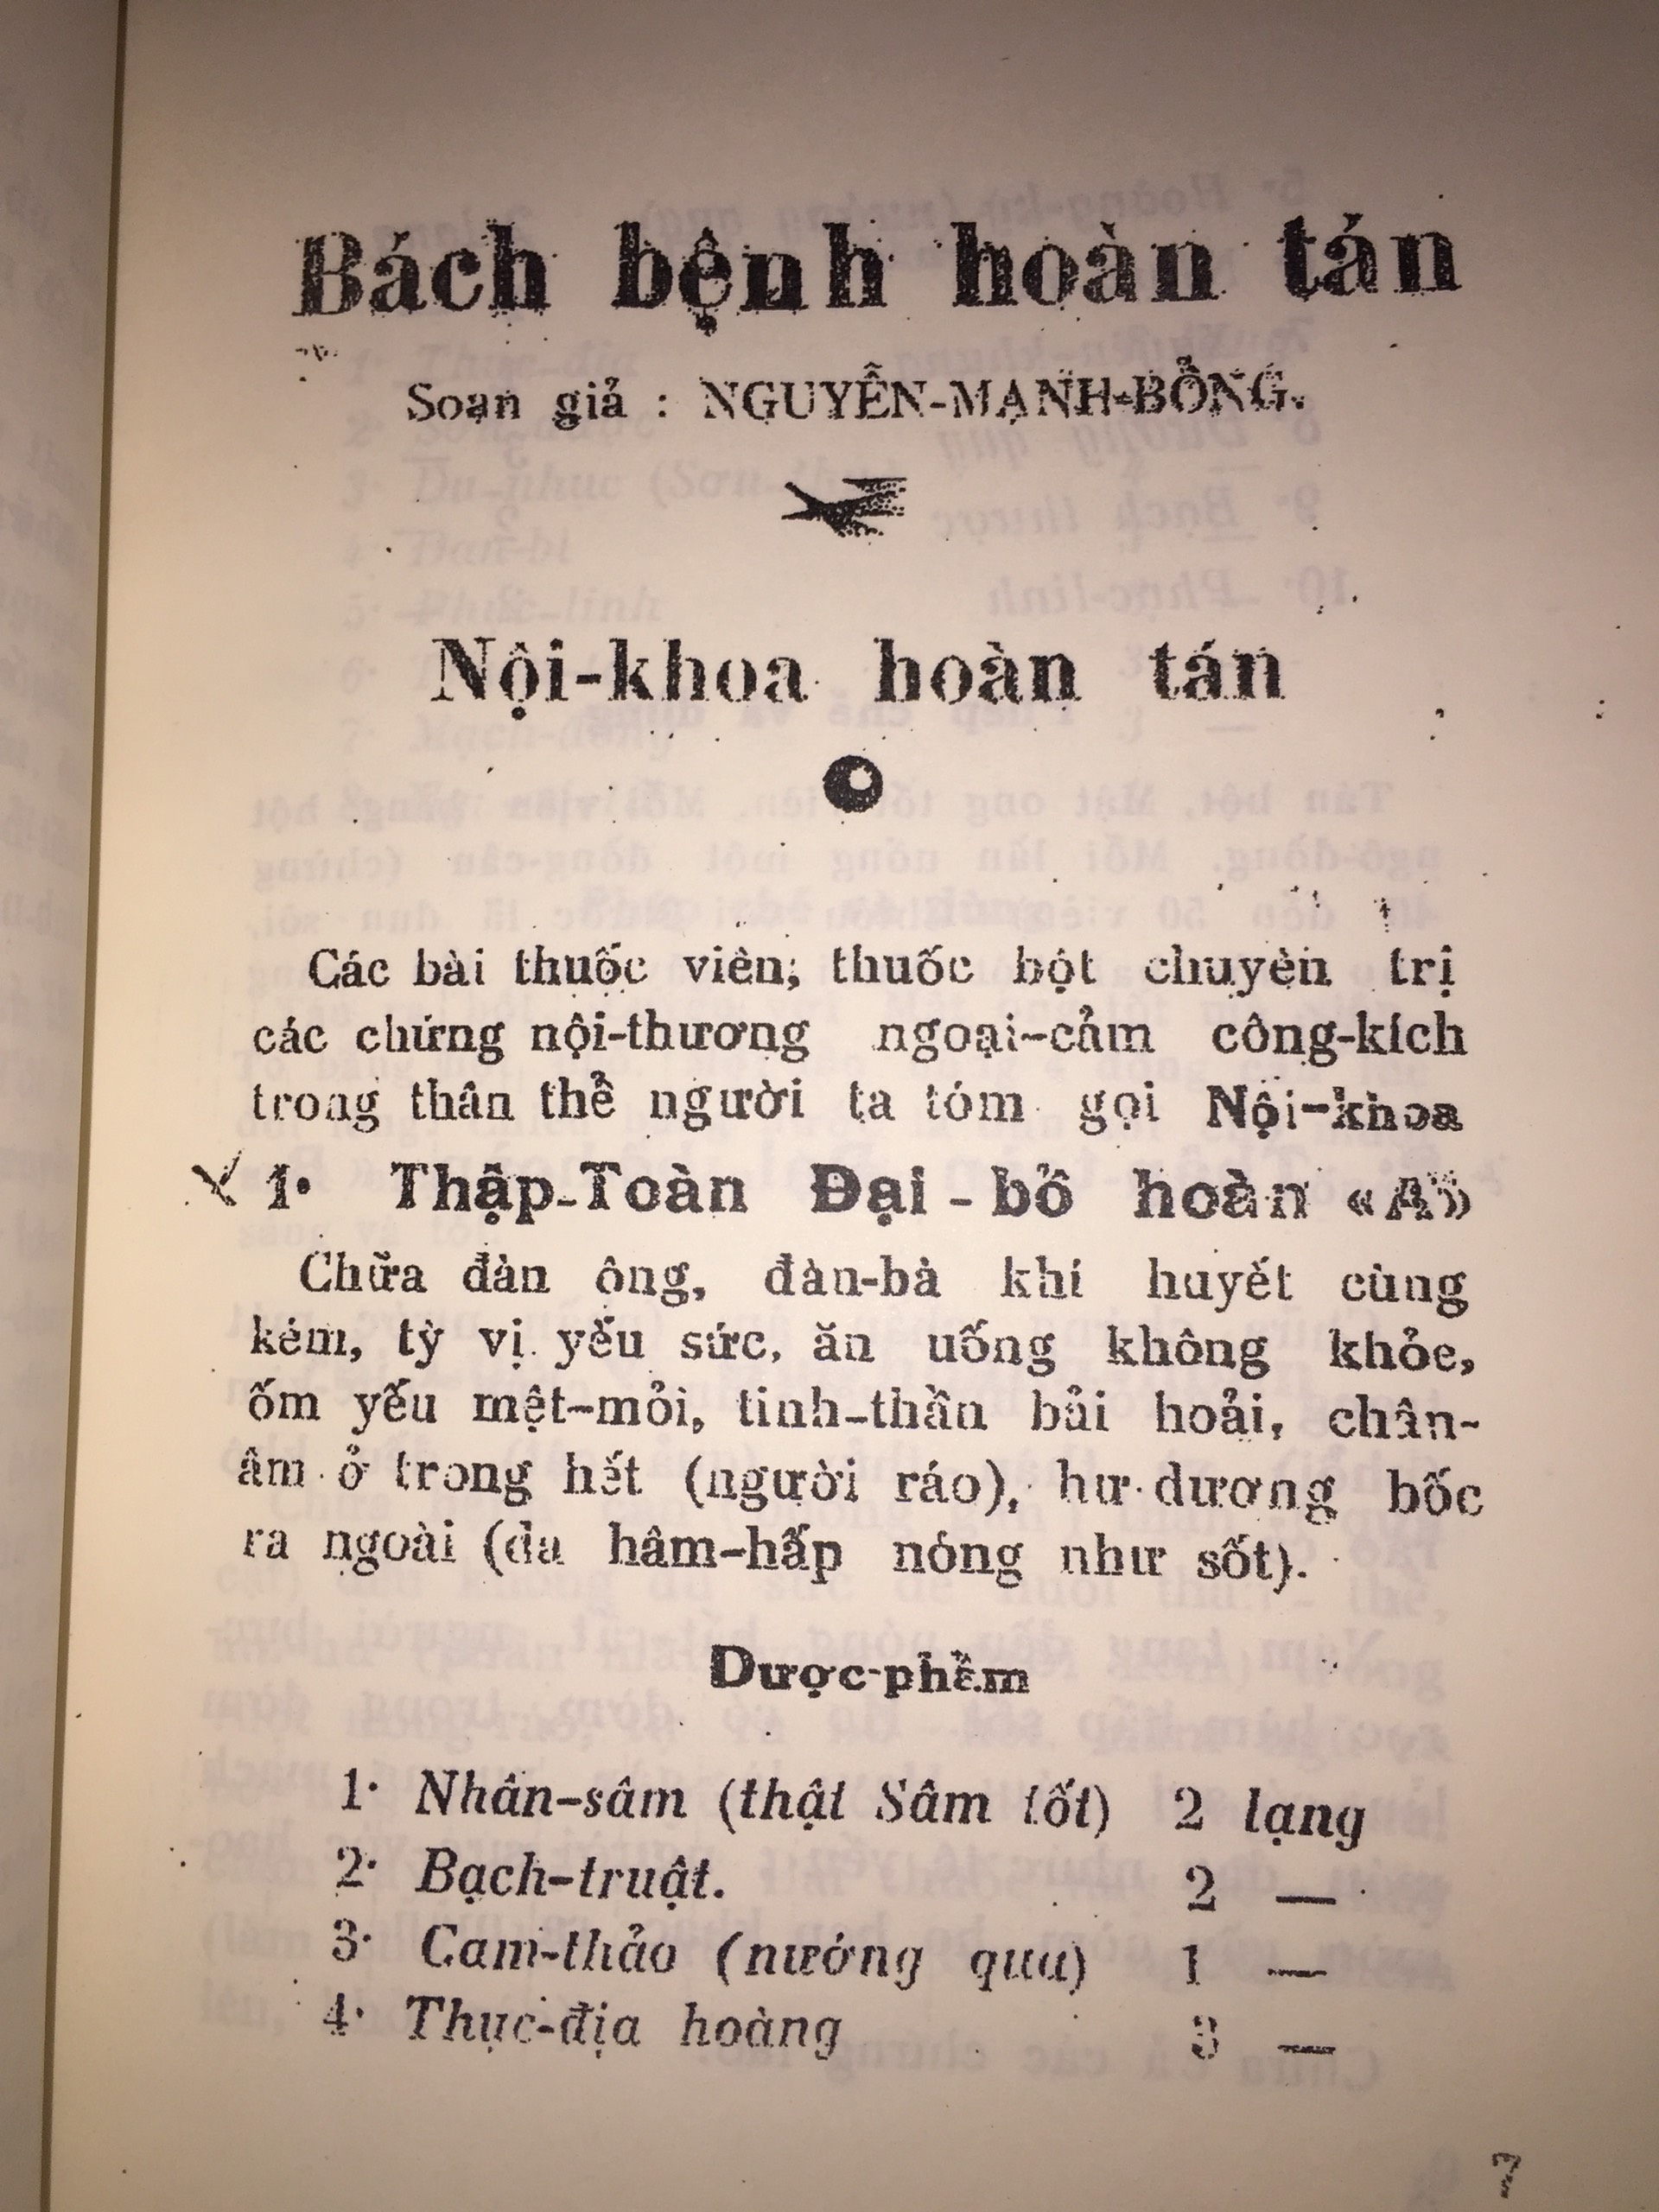 Bách bệnh hoàn tán
Soạn giả : NGUYỄN-MẠNH-BỔNG.
Nội-khoa hoàn tán
Các bài thuốc viên, thuốc bột chuyên trị
các chứng nội-thương ngoại-cảm công-kích
trong thân thể người ta tóm gọi Nội-khoa
1· Thập-Toàn Đại-bổ hoàn «A»
Chữa đàn ông, đàn-bà khí huyết cùng
kém, tỳ vị yếu sức, ăn uống không khỏe,
ốm yếu mệt-mỏi, tinh-thần bải hoải, chân-
âm ở trong hết (người ráo), hư dương bốc
ra ngoài (da hâm-hấp nóng như sốt).
Dược-phẩm
1· Nhân-sâm (thật Sâm tốt) 2 lạng
2· Bạch-truật. 2 —
3· Cam-thảo (nướng qua) 1 —
4· Thục-địa hoàng 3 —
7